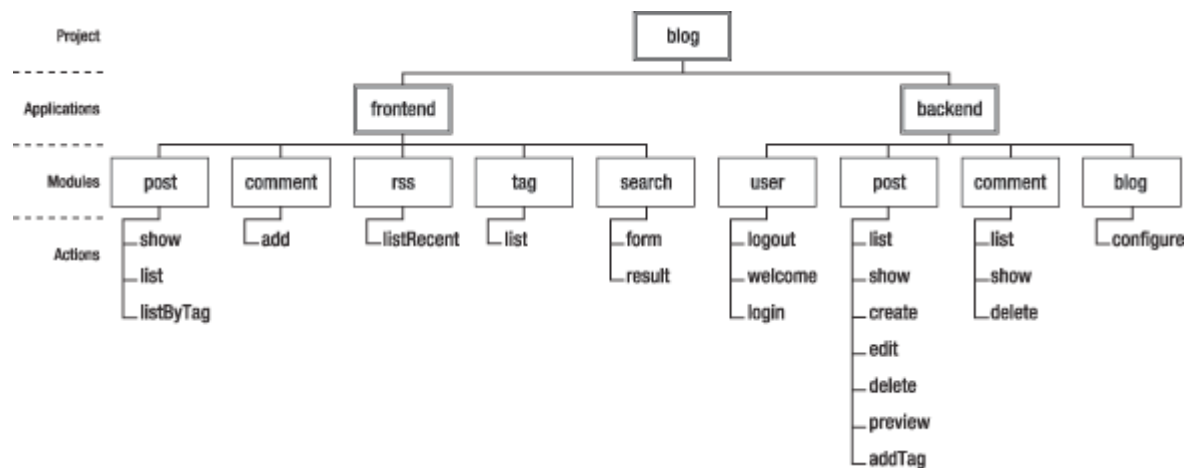 Project
blog
Applications
frontend
backend
Modules
post
comment
rss
tag
search
user
post
comment
blog
Actions
show
list
listByTag
add
listRecent
list
form
result
logout
welcome
login
list
show
create
edit
delete
preview
addTag
list
show
delete
configure